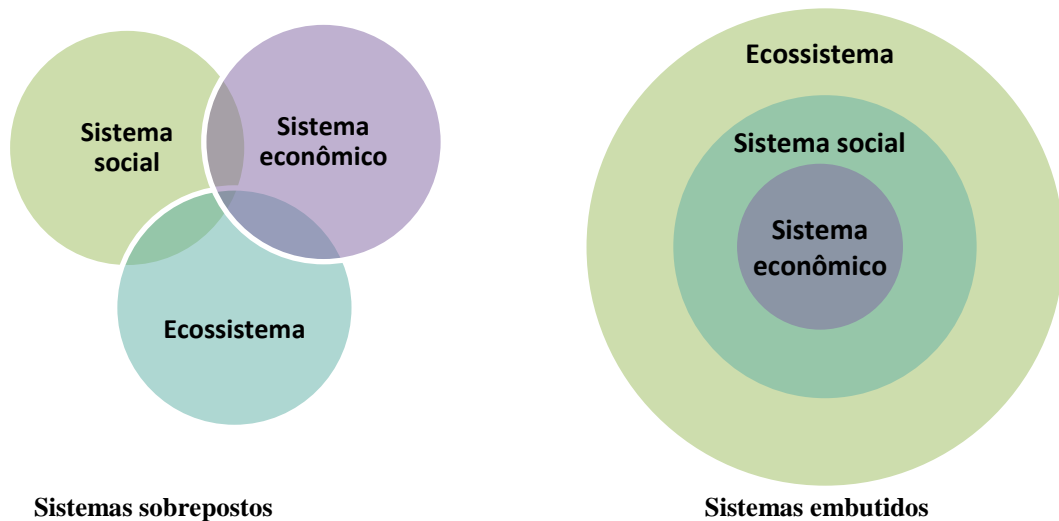 Sistema
social
Sistema
econômico
Ecossistema
Sistemas sobrepostos
Ecossistema
Sistema social
Sistema
econômico
Sistemas embutidos